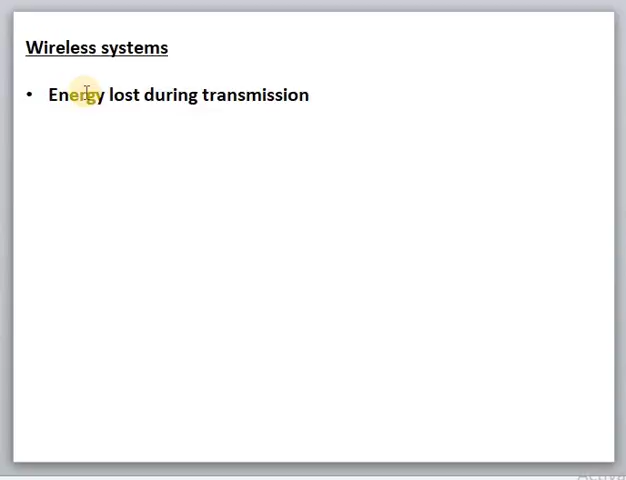 Wireless systems
• Energy lost during transmission